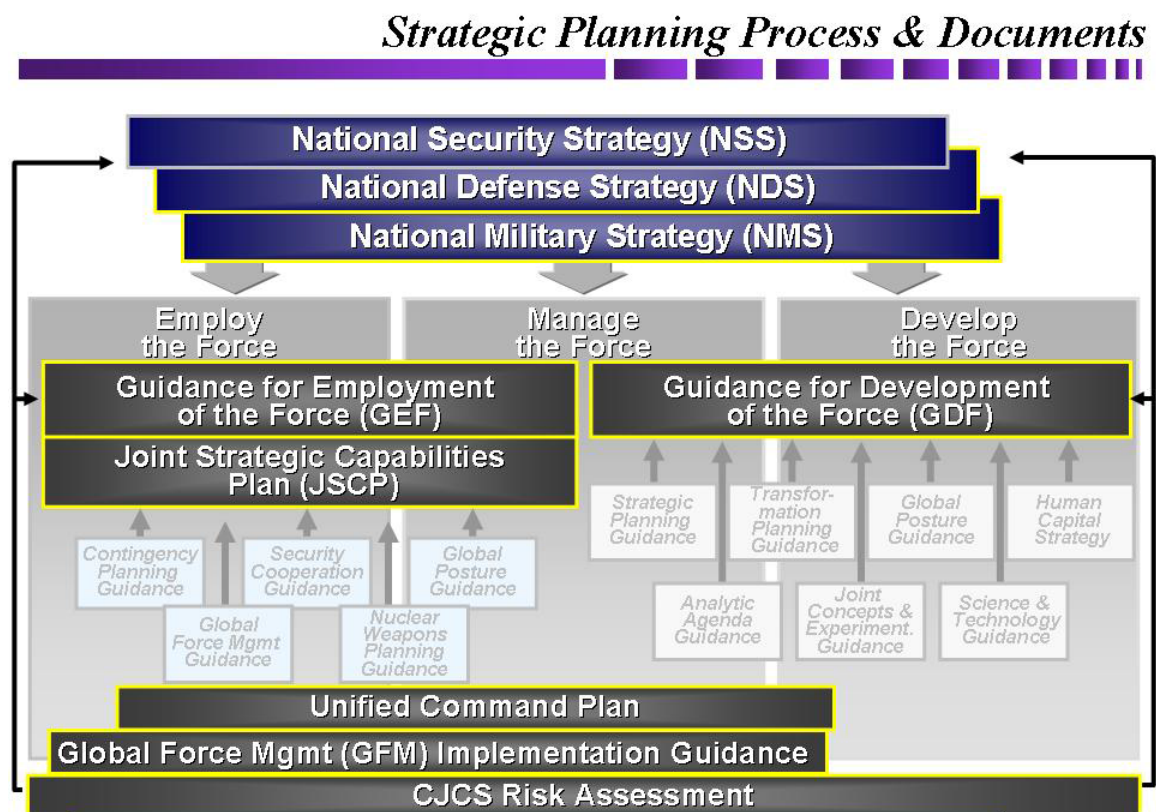 Strategic Planning Process & Documents
National Security Strategy (NSS)
National Defense Strategy (NDS)
National Military Strategy (NMS)
Employ
the Force
Manage
the Force
Develop
the Force
Guidance for Employment
of the Force (GEF)
Joint Strategic Capabilities
Plan (JSCP)
Guidance for Development
of the Force (GDF)
Contingency
Planning
Guidance
Global
Force Mgmt
Guidance
Security
Cooperation
Guidance
Nuclear
Weapons
Planning
Guidance
Global
Posture
Guidance
Strategic
Planning
Guidance
Analytic
Agenda
Guidance
Transfor-
mation
Planning
Guidance
Joint
Concepts &
Experiment.
Guidance
Global
Posture
Guidance
Science &
Technology
Guidance
Human
Capital
Strategy
Unified Command Plan
Global Force Mgmt (GFM) Implementation Guidance
CJCS Risk Assessment